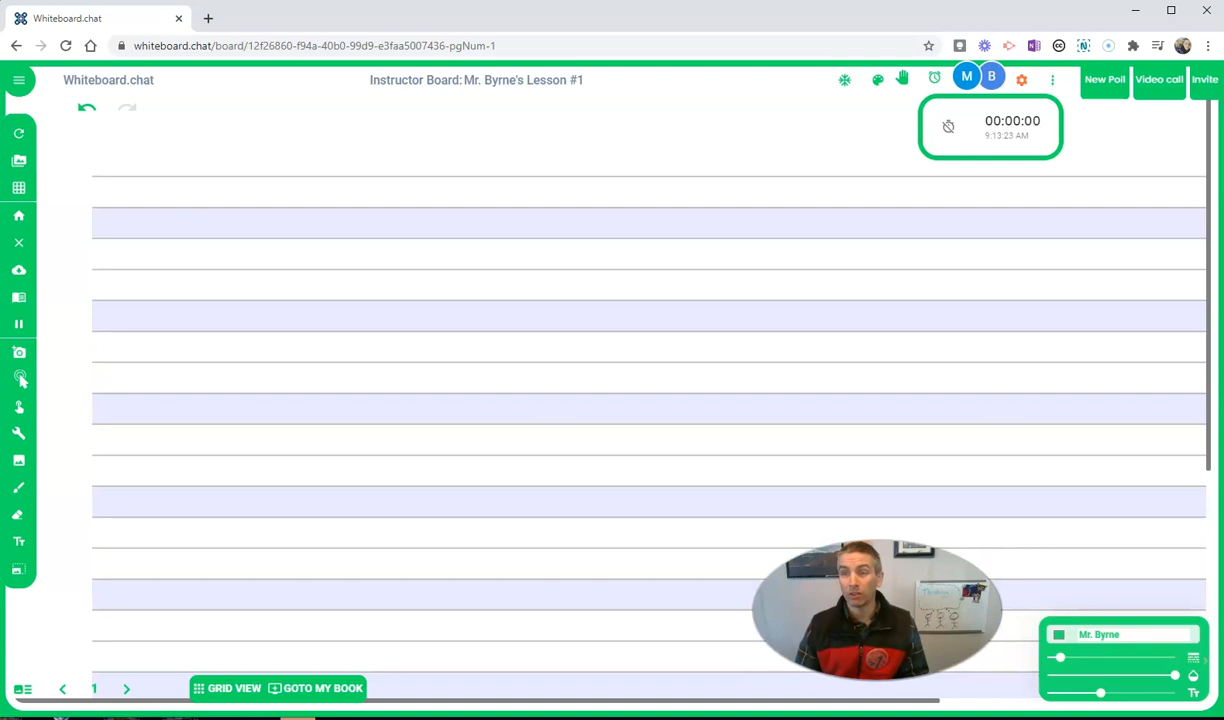 Whiteboard.chat
whiteboard.chat/board/12f26860-f94a-40b0-99d9-e3faa5007436-pgNum-1
Whiteboard.chat
Instructor Board: Mr. Byrne's Lesson #1
M
B
New Poll
Video call
Invite
00:00:00
9:13:23 AM
Tт
1
GRID VIEW
GOTO MY BOOK
Mr. Byrne
Tт